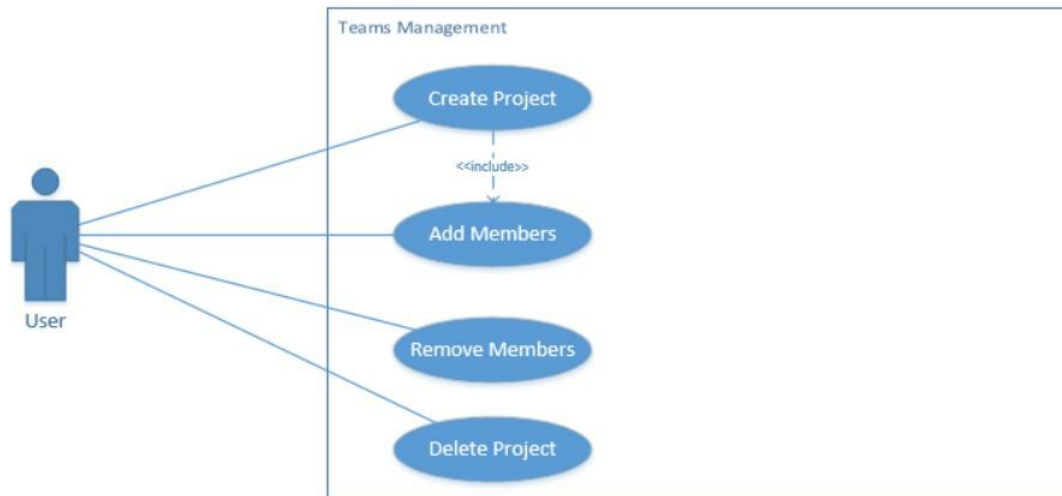 Teams Management
Create Project
<<include>>
Add Members
User
Remove Members
Delete Project